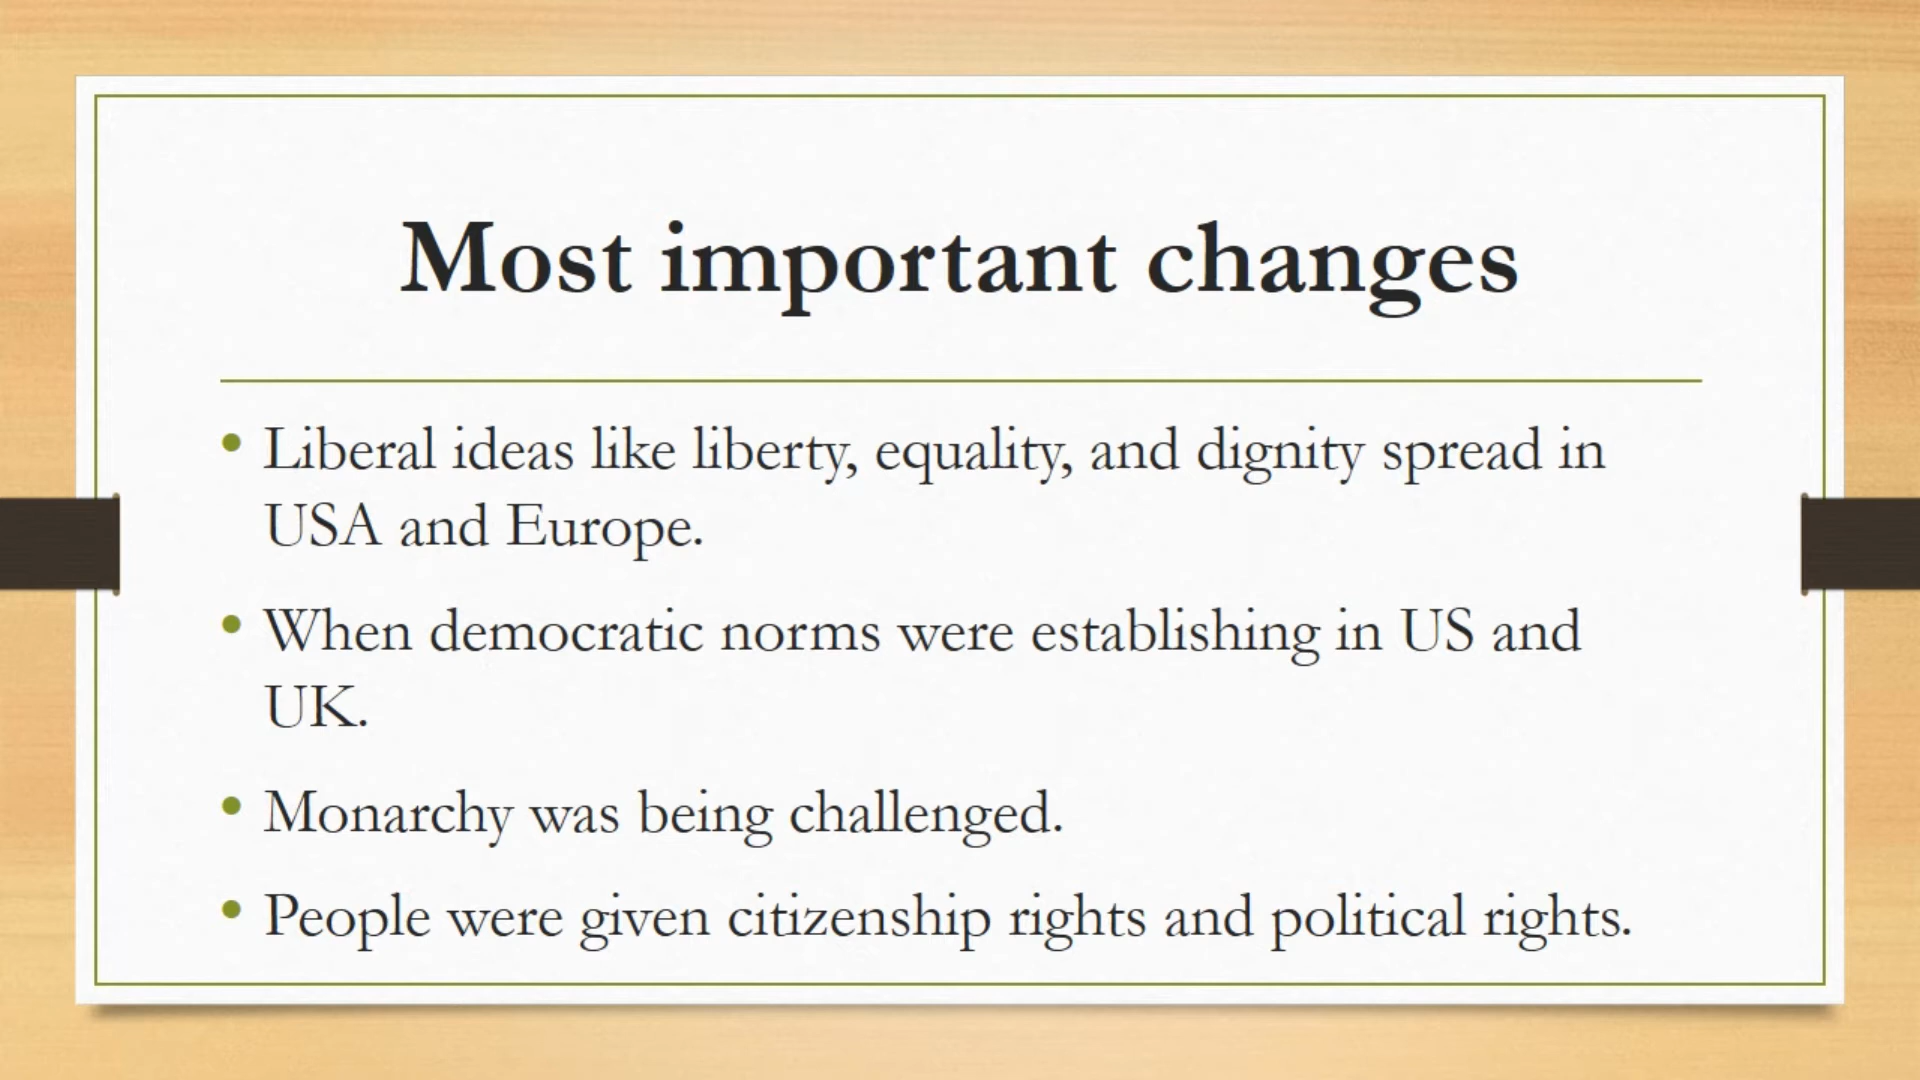 Most important changes
• Liberal ideas like liberty, equality, and dignity spread in
USA and Europe.
• When democratic norms were establishing in US and
UK.
• Monarchy was being challenged.
• People were given citizenship rights and political rights.